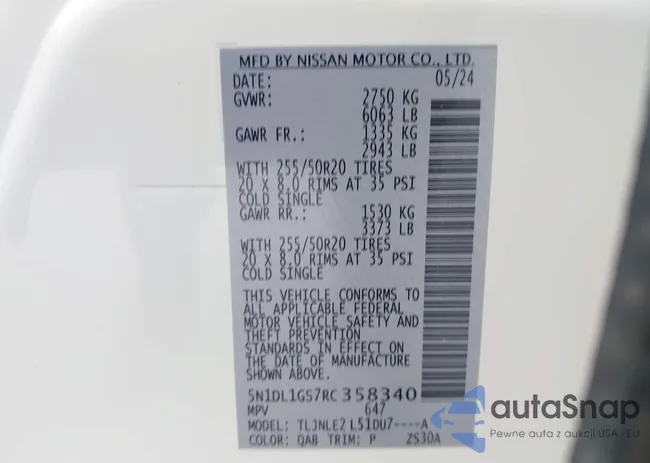 MFD BY NISSAN MOTOR CO., LTD.
DATE: 05/24
GVWR: 2750 KG
6063 LB
GAWR FR.: 1335 KG
2943 LB
WITH 255/50R20 TIRES
20 X 8.0 RIMS AT 35 PSI
COLD SINGLE
GAWR RR.: 1530 KG
3373 LB
WITH 255/50R20 TIRES
20 X 8.0 RIMS AT 35 PSI
COLD SINGLE
THIS VEHICLE CONFORMS TO
ALL APPLICABLE FEDERAL
MOTOR VEHICLE SAFETY AND
THEFT PREVENTION
STANDARDS IN EFFECT ON
THE DATE OF MANUFACTURE
SHOWN ABOVE.
5N1DL1GS7RC358340
MPV 647
MODEL: TLJNLE2 L51DU7----A
COLOR: QAB TRIM: P ZS30A
autoSnap
Pewne auta z aukcji USA i EU